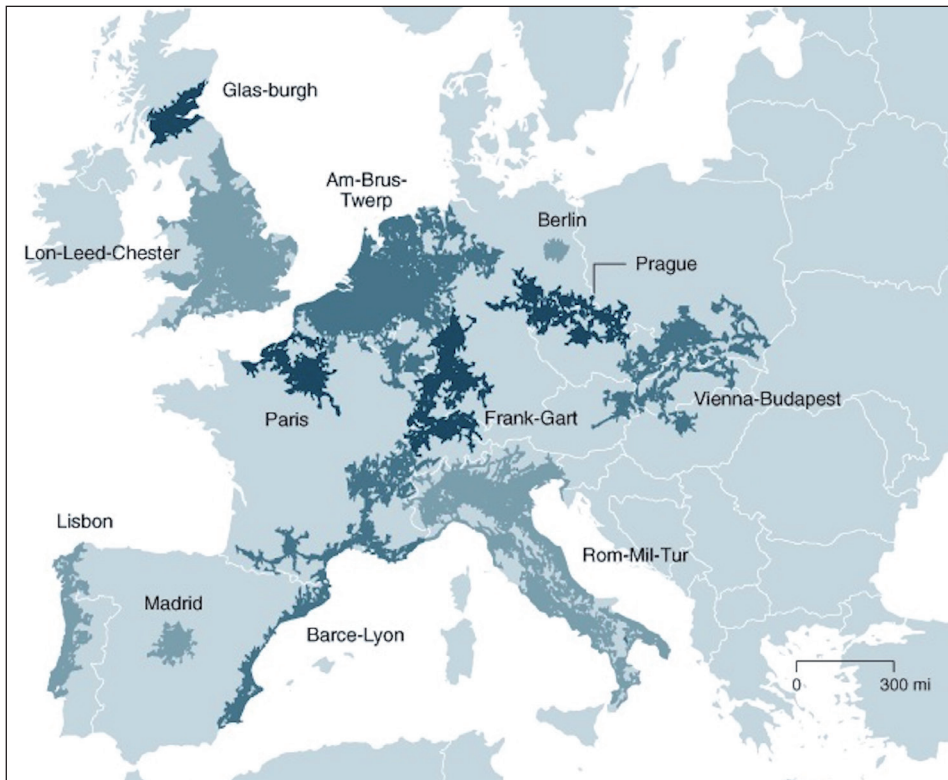 Glas-burgh
Am-Brus-
Twerp
Berlin
Lon-Leed-Chester
Prague
Paris
Frank-Gart
Vienna-Budapest
Lisbon
Rom-Mil-Tur
Madrid
Barce-Lyon
0 300 mi